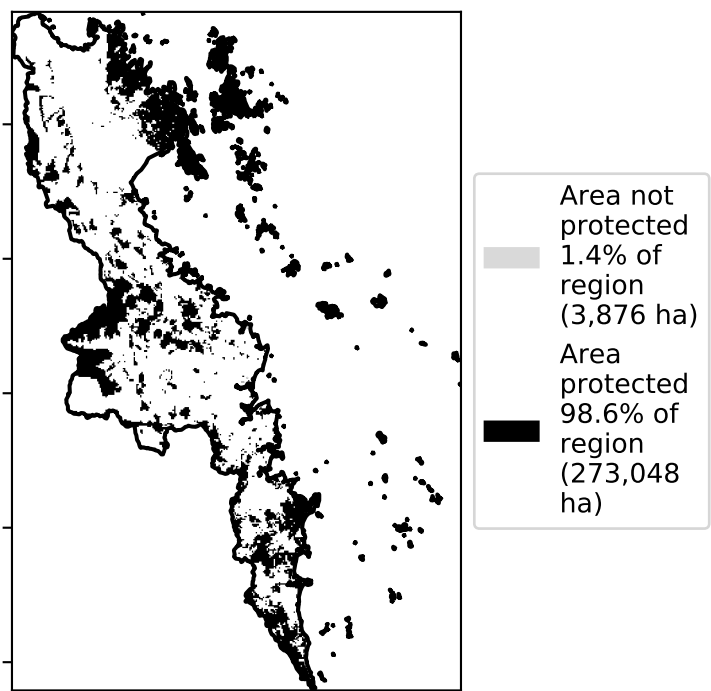 Area not
protected
1.4% of
region
(3,876 ha)
Area
protected
98.6% of
region
(273,048
ha)